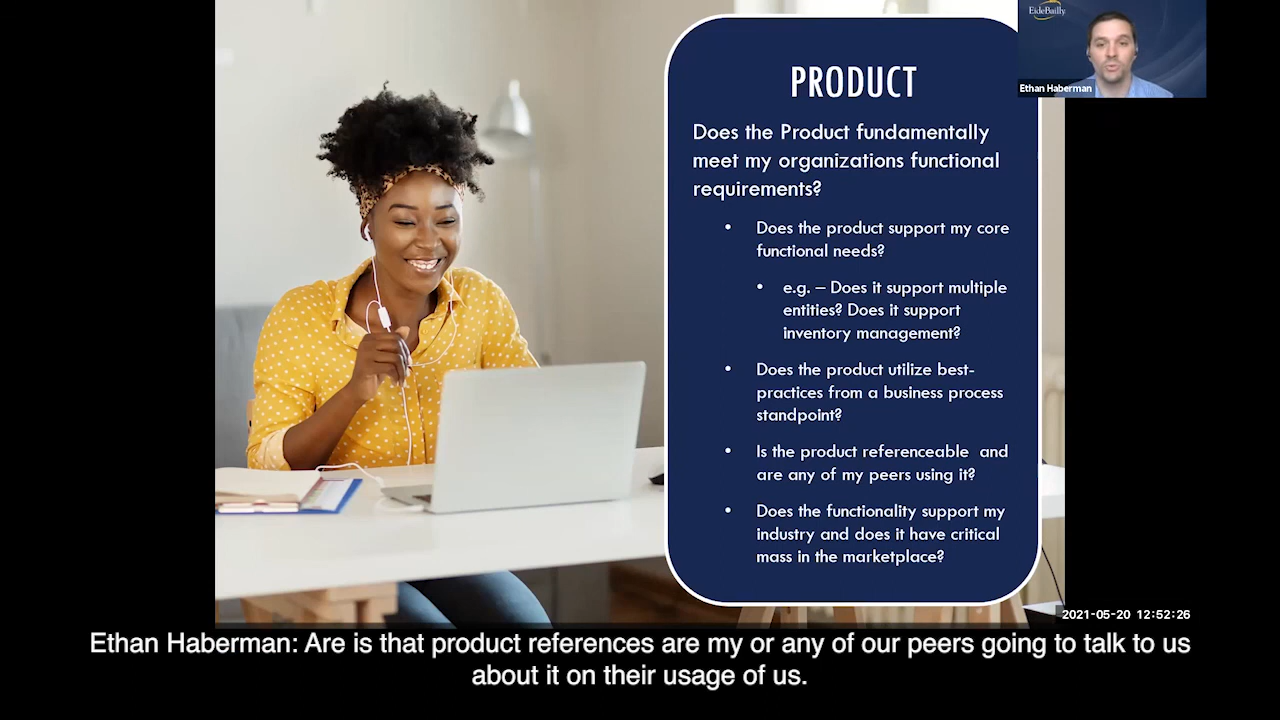 EideBailly
Ethan Haberman
PRODUCT
Does the Product fundamentally
meet my organizations functional
requirements?
• Does the product support my core
functional needs?
• e.g. – Does it support multiple
entities? Does it support
inventory management?
• Does the product utilize best-
practices from a business process
standpoint?
• Is the product referenceable  and
are any of my peers using it?
• Does the functionality support my
industry and does it have critical
mass in the marketplace?
2021-05-20 12:52:26
Ethan Haberman: Are is that product references are my or any of our peers going to talk to us
about it on their usage of us.